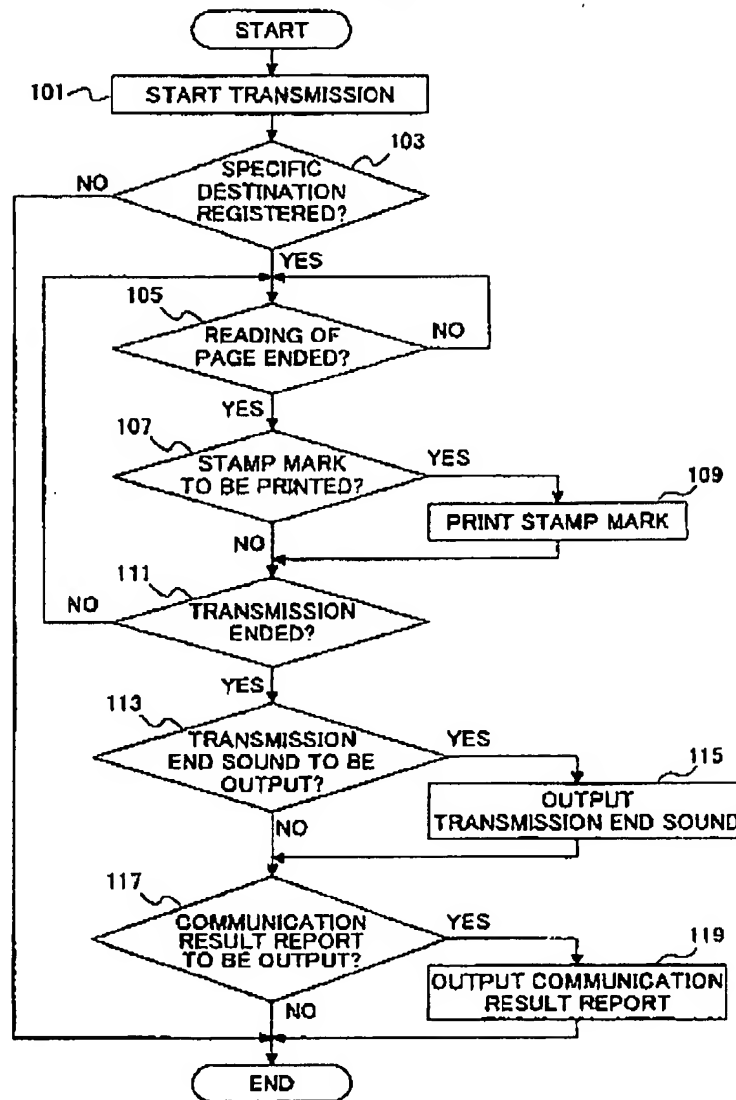 START
101
START TRANSMISSION
103
SPECIFIC
DESTINATION
REGISTERED?
NO
YES
105
READING OF
PAGE ENDED?
NO
YES
107
STAMP MARK
TO BE PRINTED?
YES
109
PRINT STAMP MARK
NO
111
TRANSMISSION
ENDED?
NO
YES
113
TRANSMISSION
END SOUND TO BE
OUTPUT?
YES
115
OUTPUT
TRANSMISSION END SOUND
NO
117
COMMUNICATION
RESULT REPORT
TO BE OUTPUT?
YES
119
OUTPUT COMMUNICATION
RESULT REPORT
NO
END